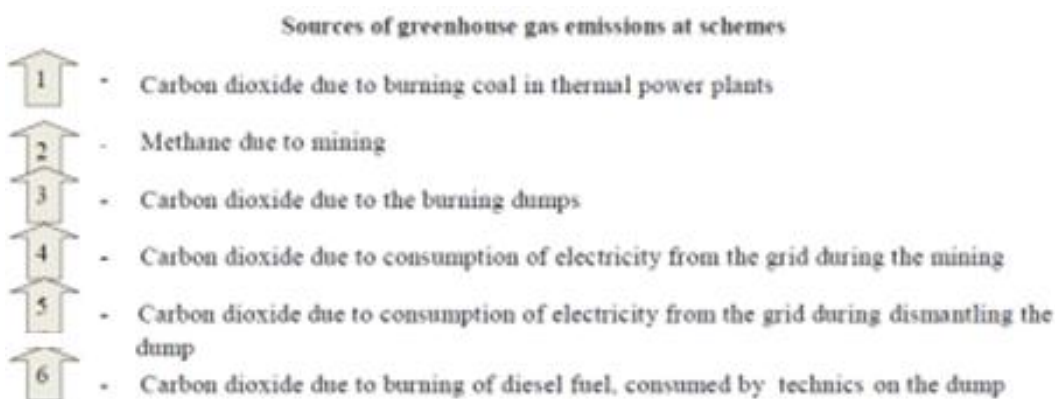 Sources of greenhouse gas emissions at schemes
1 - Carbon dioxide due to burning coal in thermal power plants
2 - Methane due to mining
3 - Carbon dioxide due to the burning dumps
4 - Carbon dioxide due to consumption of electricity from the grid during the mining
5 - Carbon dioxide due to consumption of electricity from the grid during dismantling the
dump
6 - Carbon dioxide due to burning of diesel fuel, consumed by technics on the dump